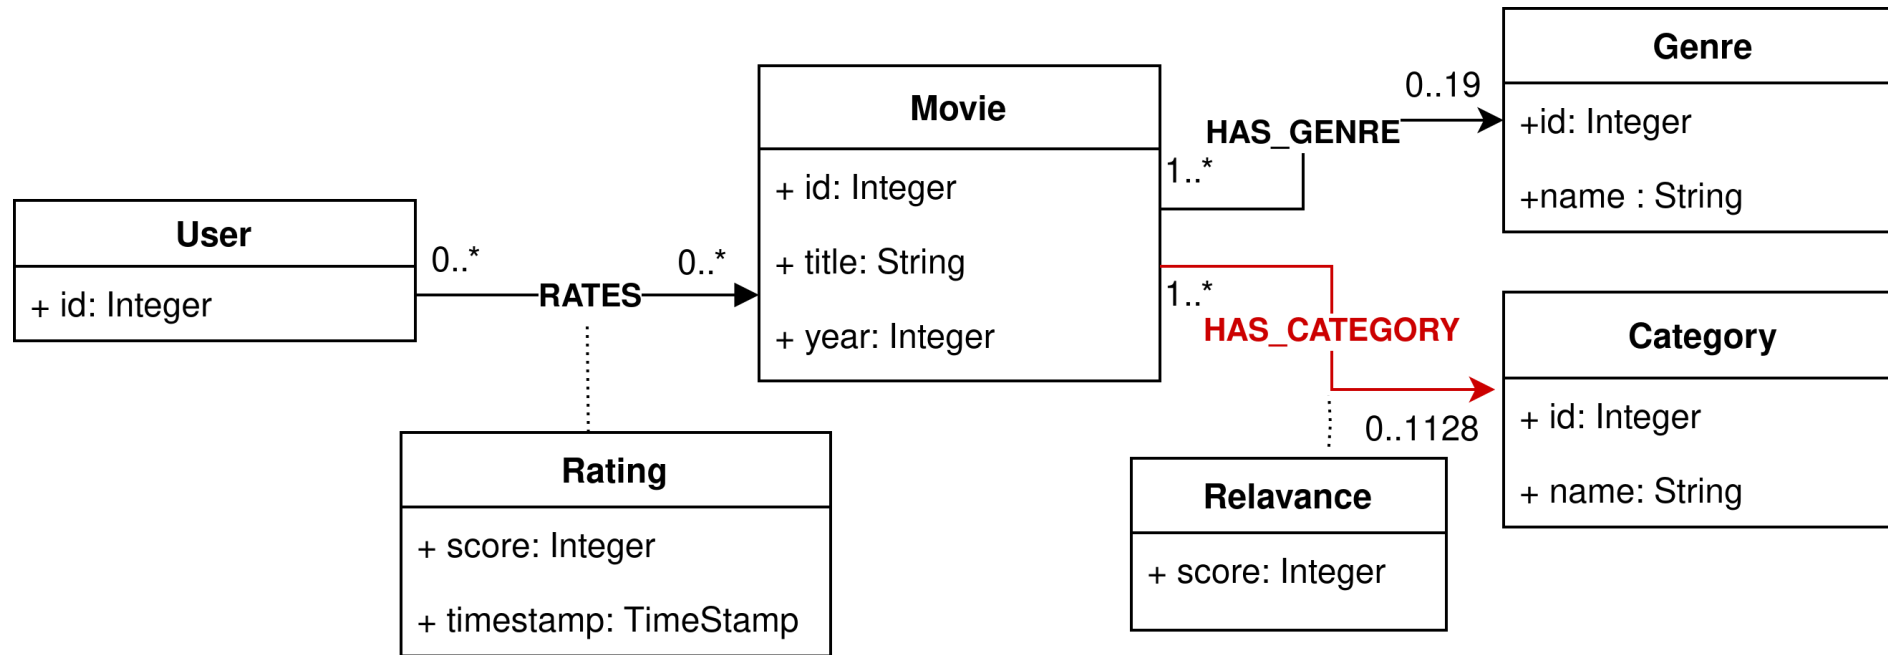 User
+ id: Integer
0..*
RATES
0..*
Rating
+ score: Integer
+ timestamp: TimeStamp
Movie
+ id: Integer
+ title: String
+ year: Integer
1..*
HAS_GENRE
0..19
Genre
+id: Integer
+name : String
1..*
HAS_CATEGORY
0..1128
Relavance
+ score: Integer
Category
+ id: Integer
+ name: String